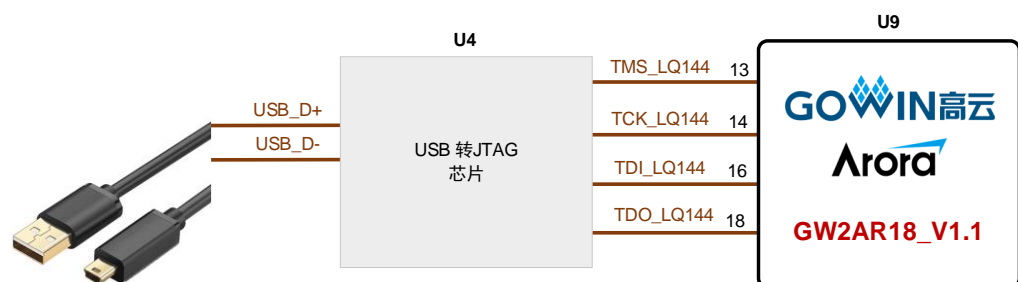 U9
U4
TMS_LQ144 13
USB_D+
TCK_LQ144 14
USB_D-
USB 转JTAG
芯片
TDI_LQ144 16
TDO_LQ144 18
GOWIN高云
Arora
GW2AR18_V1.1